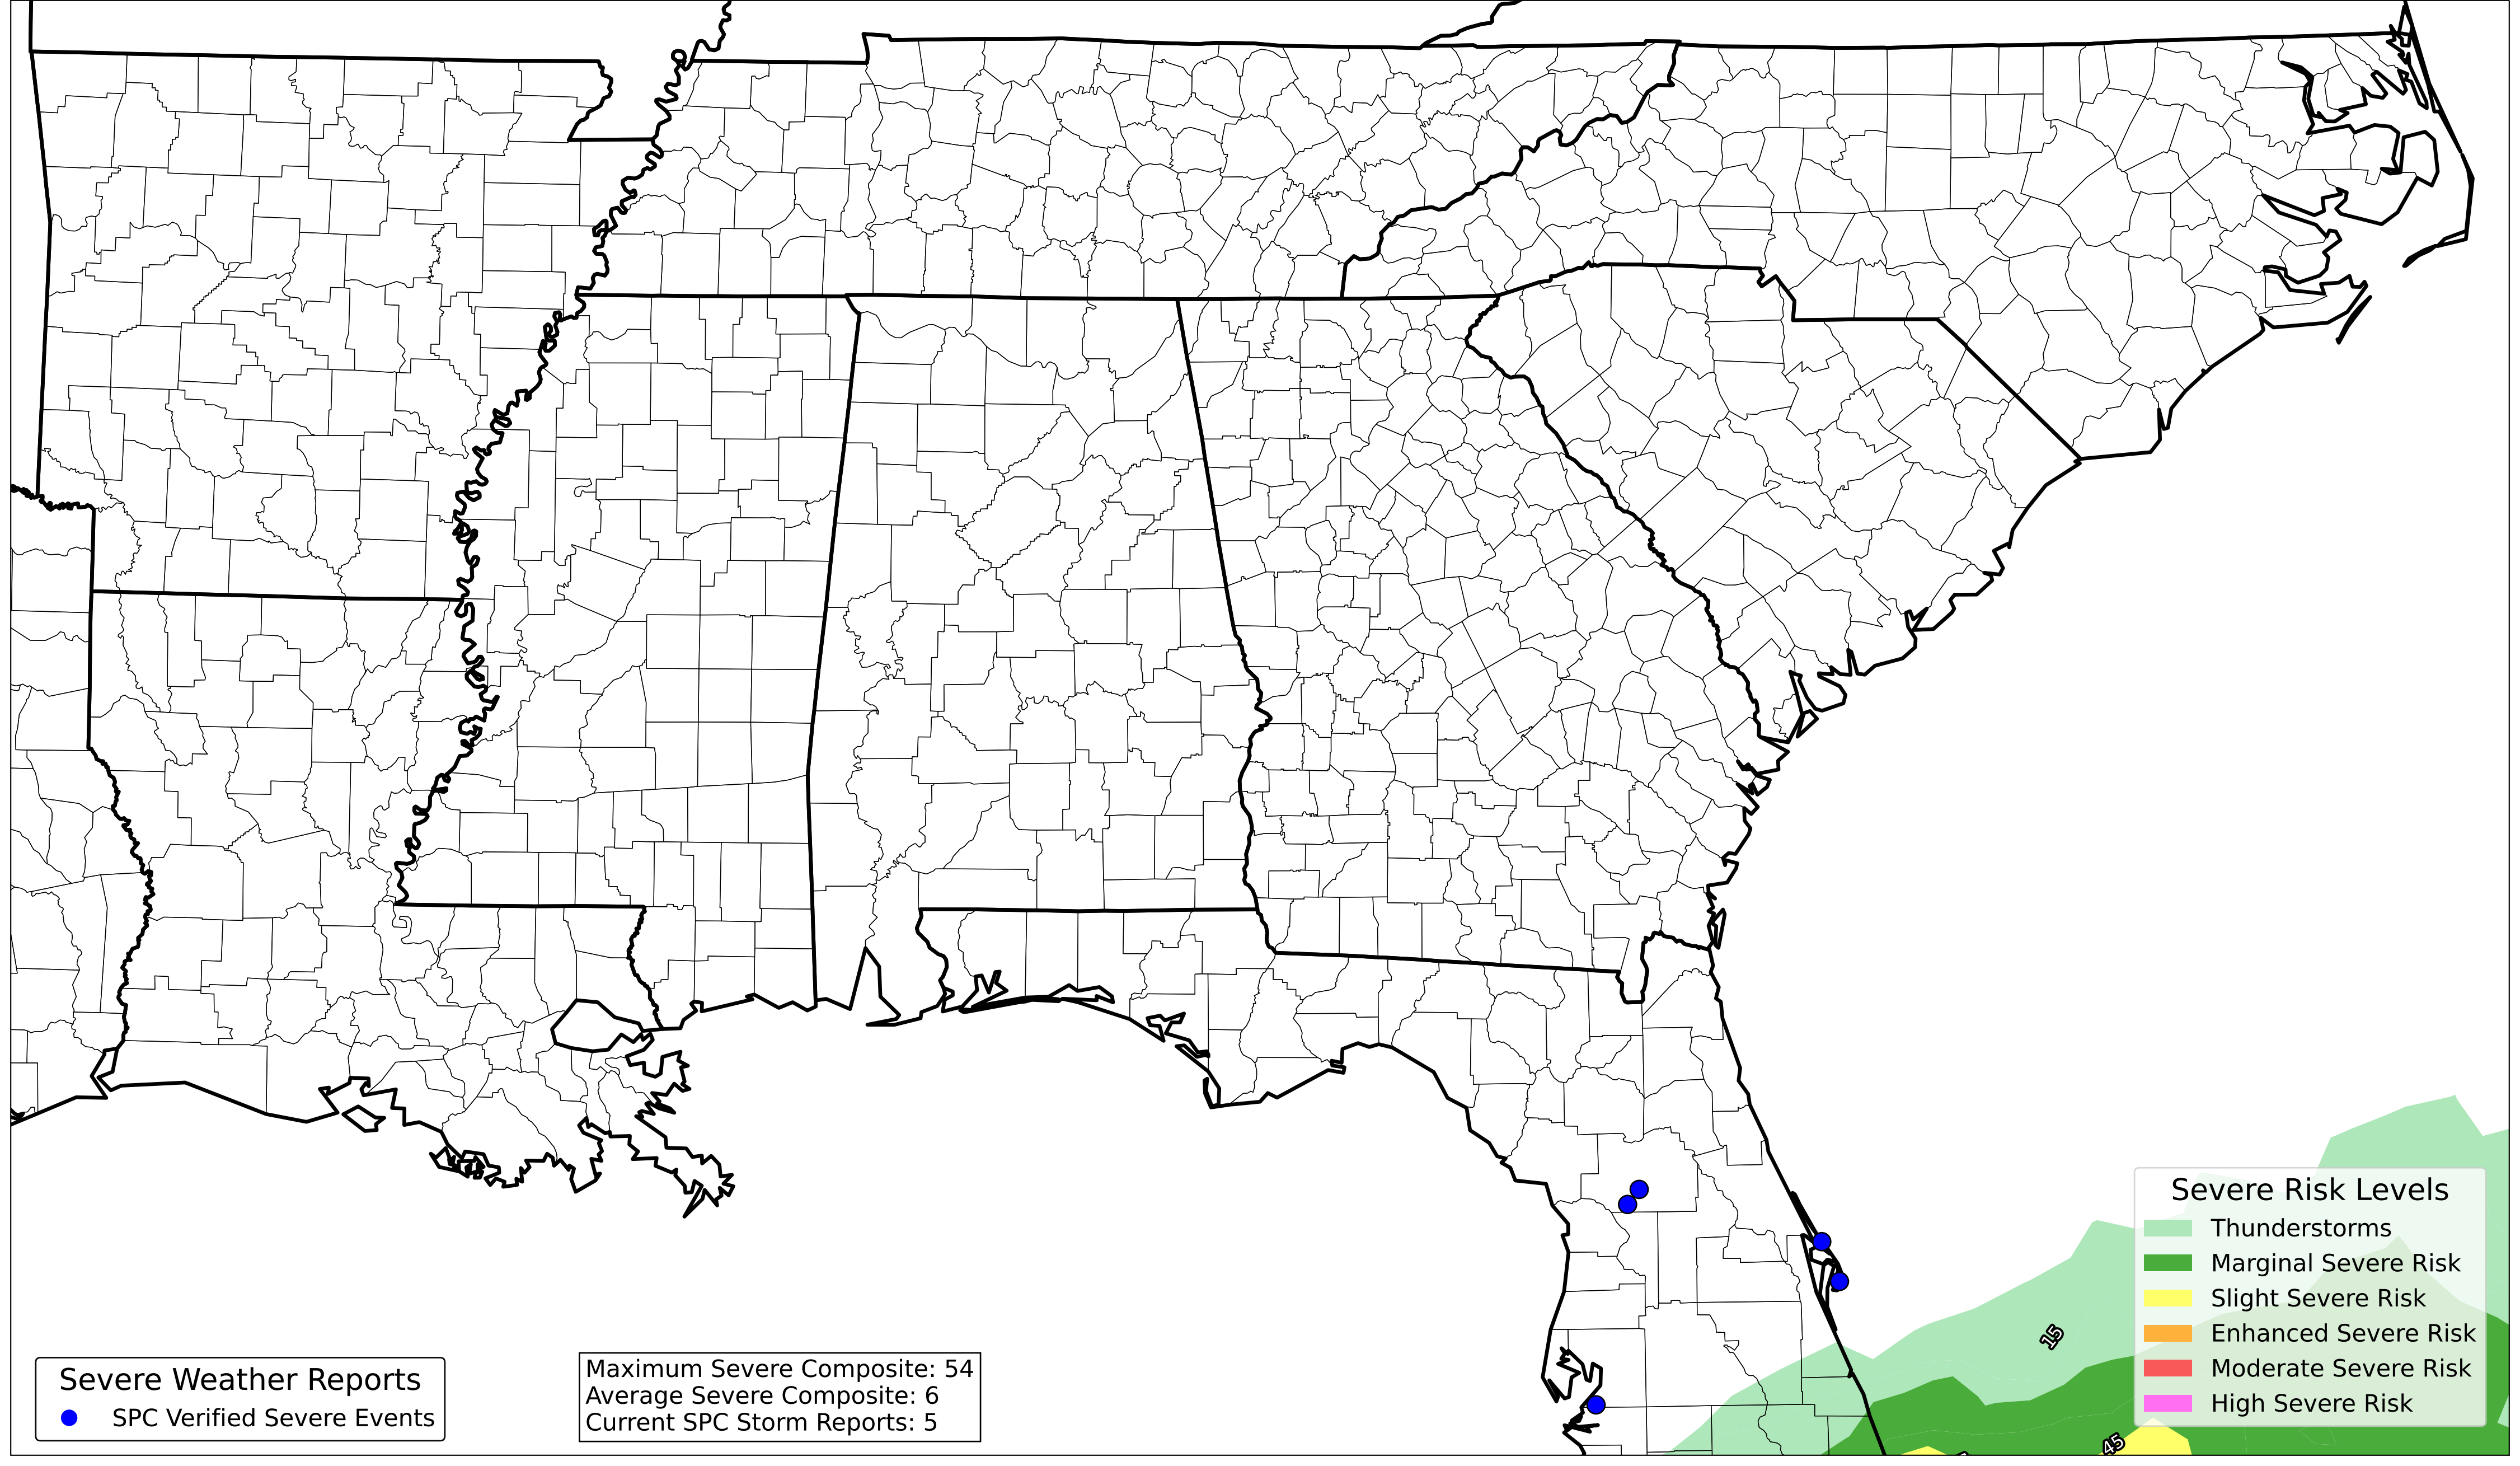 15
Severe Risk Levels
Thunderstorms
Marginal Severe Risk
Slight Severe Risk
Enhanced Severe Risk
Moderate Severe Risk
High Severe Risk
Severe Weather Reports
SPC Verified Severe Events
Maximum Severe Composite: 54
Average Severe Composite: 6
Current SPC Storm Reports: 5
45